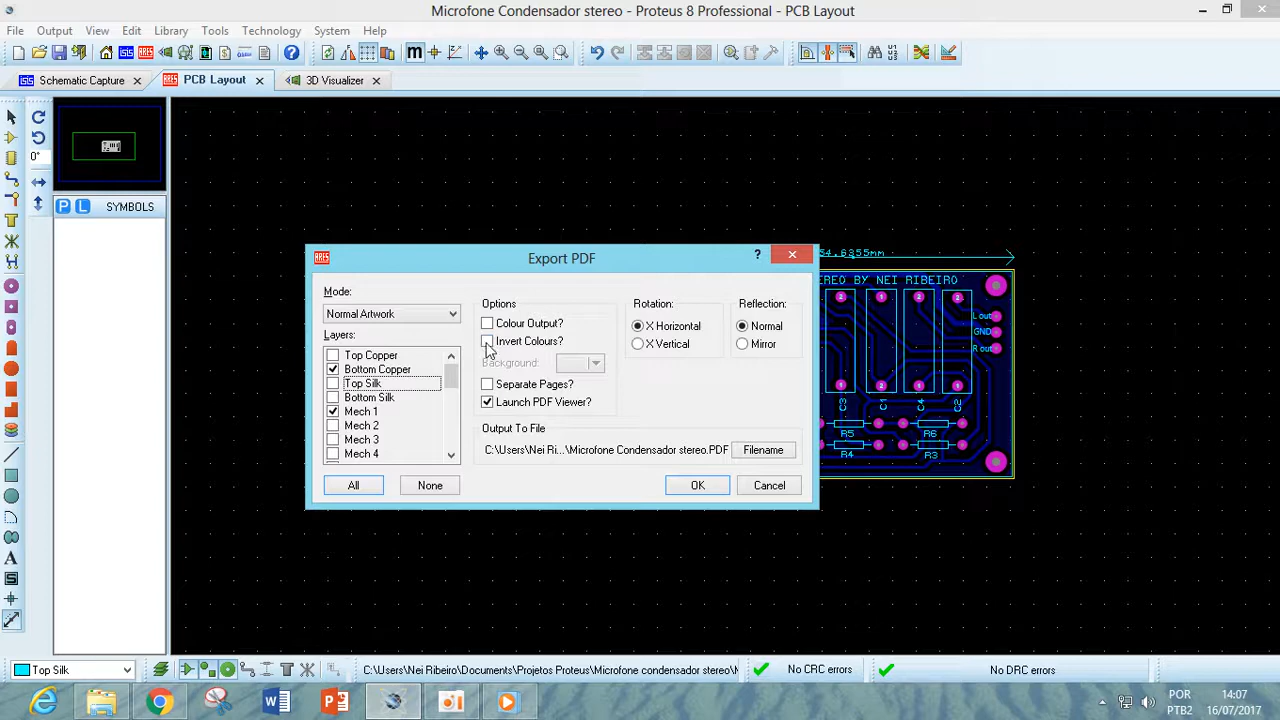 Microfone Condensador stereo - Proteus 8 Professional - PCB Layout
File Output View Edit Library Tools Technology System Help
Schematic Capture
PCB Layout
3D Visualizer
0°
P L SYMBOLS
Export PDF
Mode:
Normal Artwork
Layers:
Top Copper
Bottom Copper
Top Silk
Bottom Silk
Mech 1
Mech 2
Mech 3
Mech 4
All
None
Options
Colour Output?
Invert Colours?
Background:
Separate Pages?
Launch PDF Viewer?
Rotation:
X Horizontal
X Vertical
Reflection:
Normal
Mirror
Output To File
C:\Users\Nei Ri...\Microfone Condensador stereo.PDF
Filename
OK
Cancel
EREO BY NEI RIBEIRO
L out
GND
R out
C3 C1 C4 C2
R5 R6
R4 R3
Top Silk
C:\Users\Nei Ribeiro\Documents\Projetos Proteus\Microfone condensador stereo\
No CRC errors
No DRC errors
POR
PTB2
14:07
16/07/2017